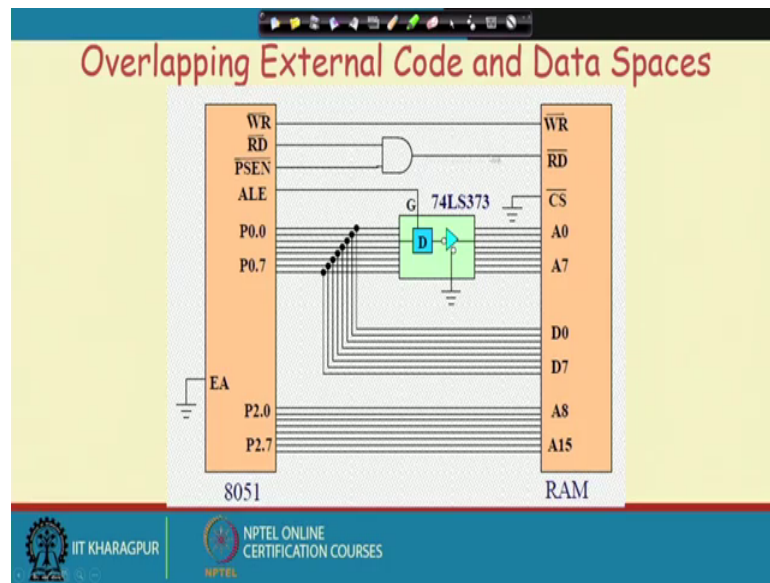 Overlapping External Code and Data Spaces
WR
RD
PSEN
ALE
P0.0
P0.7
EA
P2.0
P2.7
8051
G
74LS373
D
WR
RD
CS
A0
A7
D0
D7
A8
A15
RAM
IIT KHARAGPUR
NPTEL
NPTEL ONLINE
CERTIFICATION COURSES